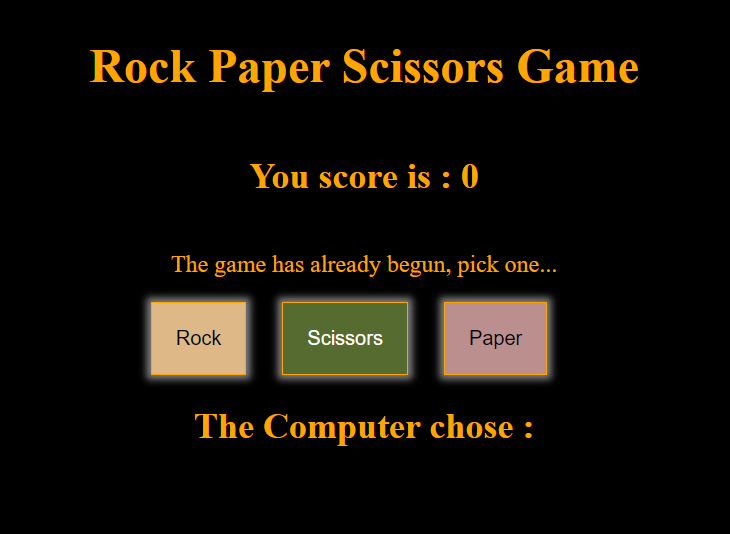 Rock Paper Scissors Game
You score is : 0
The game has already begun, pick one...
Rock Scissors Paper
The Computer chose :